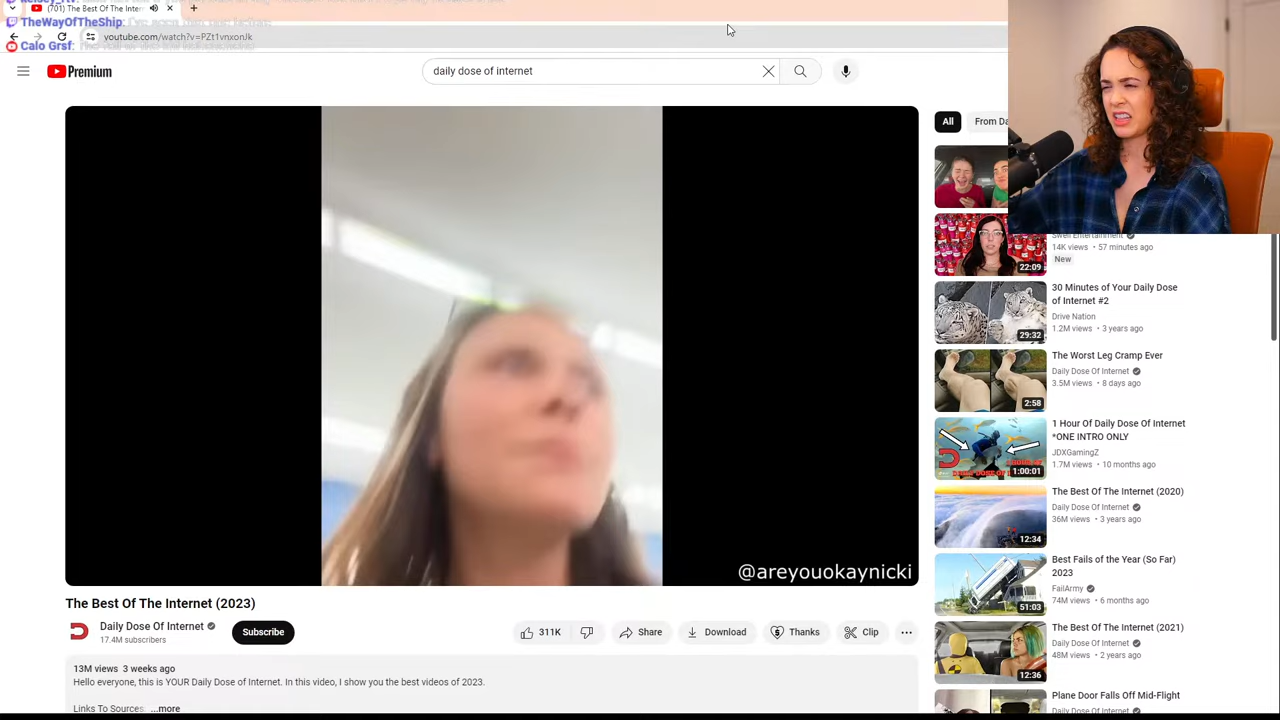 (701) The Best Of The Inter
TheWayOfTheShip:
youtube.com/watch?v=PZt1vnxonJk
Calo Grsf:
Premium
daily dose of internet
All
From Da
@areyouokaynicki
The Best Of The Internet (2023)
Daily Dose Of Internet
17.4M subscribers
Subscribe
311K
Share
Download
Thanks
Clip
13M views 3 weeks ago
Hello everyone, this is YOUR Daily Dose of Internet. In this video, I show you the best videos of 2023.
Links To Sources:
...more
Swell Entertainment
14K views • 57 minutes ago
New
22:09
30 Minutes of Your Daily Dose
of Internet #2
Drive Nation
1.2M views • 3 years ago
29:32
The Worst Leg Cramp Ever
Daily Dose Of Internet
3.5M views • 8 days ago
2:58
1 Hour Of Daily Dose Of Internet
*ONE INTRO ONLY
JDXGamingZ
1.7M views • 10 months ago
1:00:01
The Best Of The Internet (2020)
Daily Dose Of Internet
36M views • 3 years ago
12:34
Best Fails of the Year (So Far)
2023
FailArmy
74M views • 6 months ago
51:03
The Best Of The Internet (2021)
Daily Dose Of Internet
48M views • 2 years ago
12:36
Plane Door Falls Off Mid-Flight
Daily Dose Of Internet